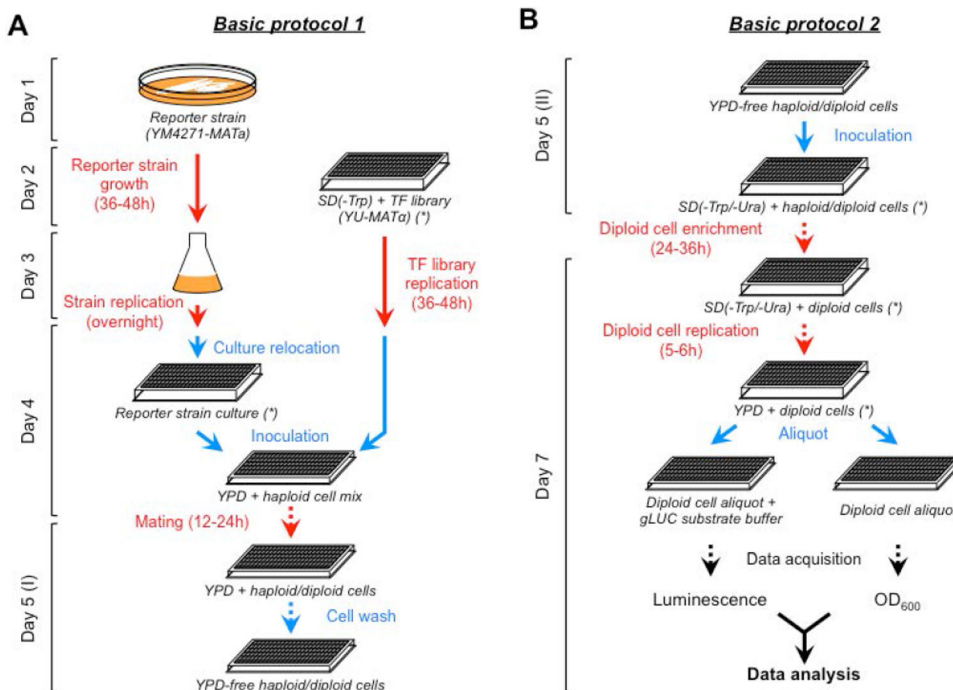 A
Basic protocol 1
Day 1
Reporter strain
(YM4271-MATa)
Day 2
Reporter strain
growth
(36-48h)
SD(-Trp) + TF library
(YU-MATα) (*)
Day 3
TF library
replication
(36-48h)
Strain replication
(overnight)
Day 4
Culture relocation
Reporter strain culture (*)
Inoculation
YPD + haploid cell mix
Mating (12-24h)
Day 5 (I)
YPD + haploid/diploid cells
Cell wash
YPD-free haploid/diploid cells
B
Basic protocol 2
Day 5 (II)
YPD-free haploid/diploid cells
Inoculation
SD(-Trp/-Ura) + haploid/diploid cells (*)
Diploid cell enrichment
(24-36h)
Day 7
SD(-Trp/-Ura) + diploid cells (*)
Diploid cell replication
(5-6h)
YPD + diploid cells (*)
Aliquot
Diploid cell aliquot +
gLUC substrate buffer
Diploid cell aliquo
Data acquisition
Luminescence
OD600
Data analysis